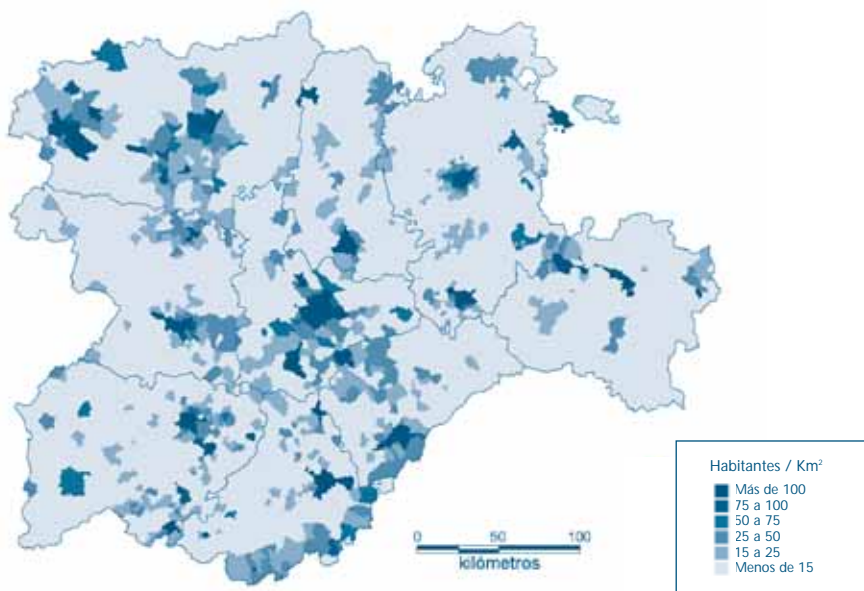 Habitantes / Km²
Más de 100
75 a 100
50 a 75
25 a 50
15 a 25
Menos de 15
0 50 100
kilómetros